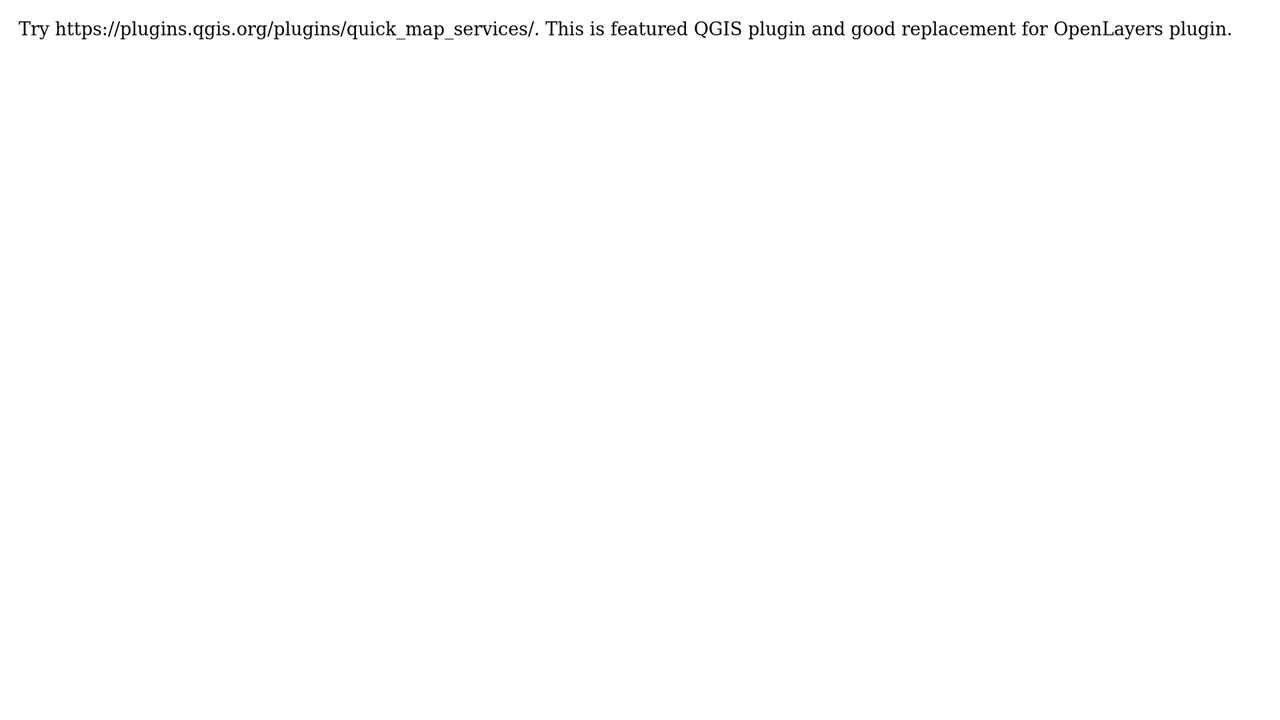 Try https://plugins.qgis.org/plugins/quick_map_services/. This is featured QGIS plugin and good replacement for OpenLayers plugin.